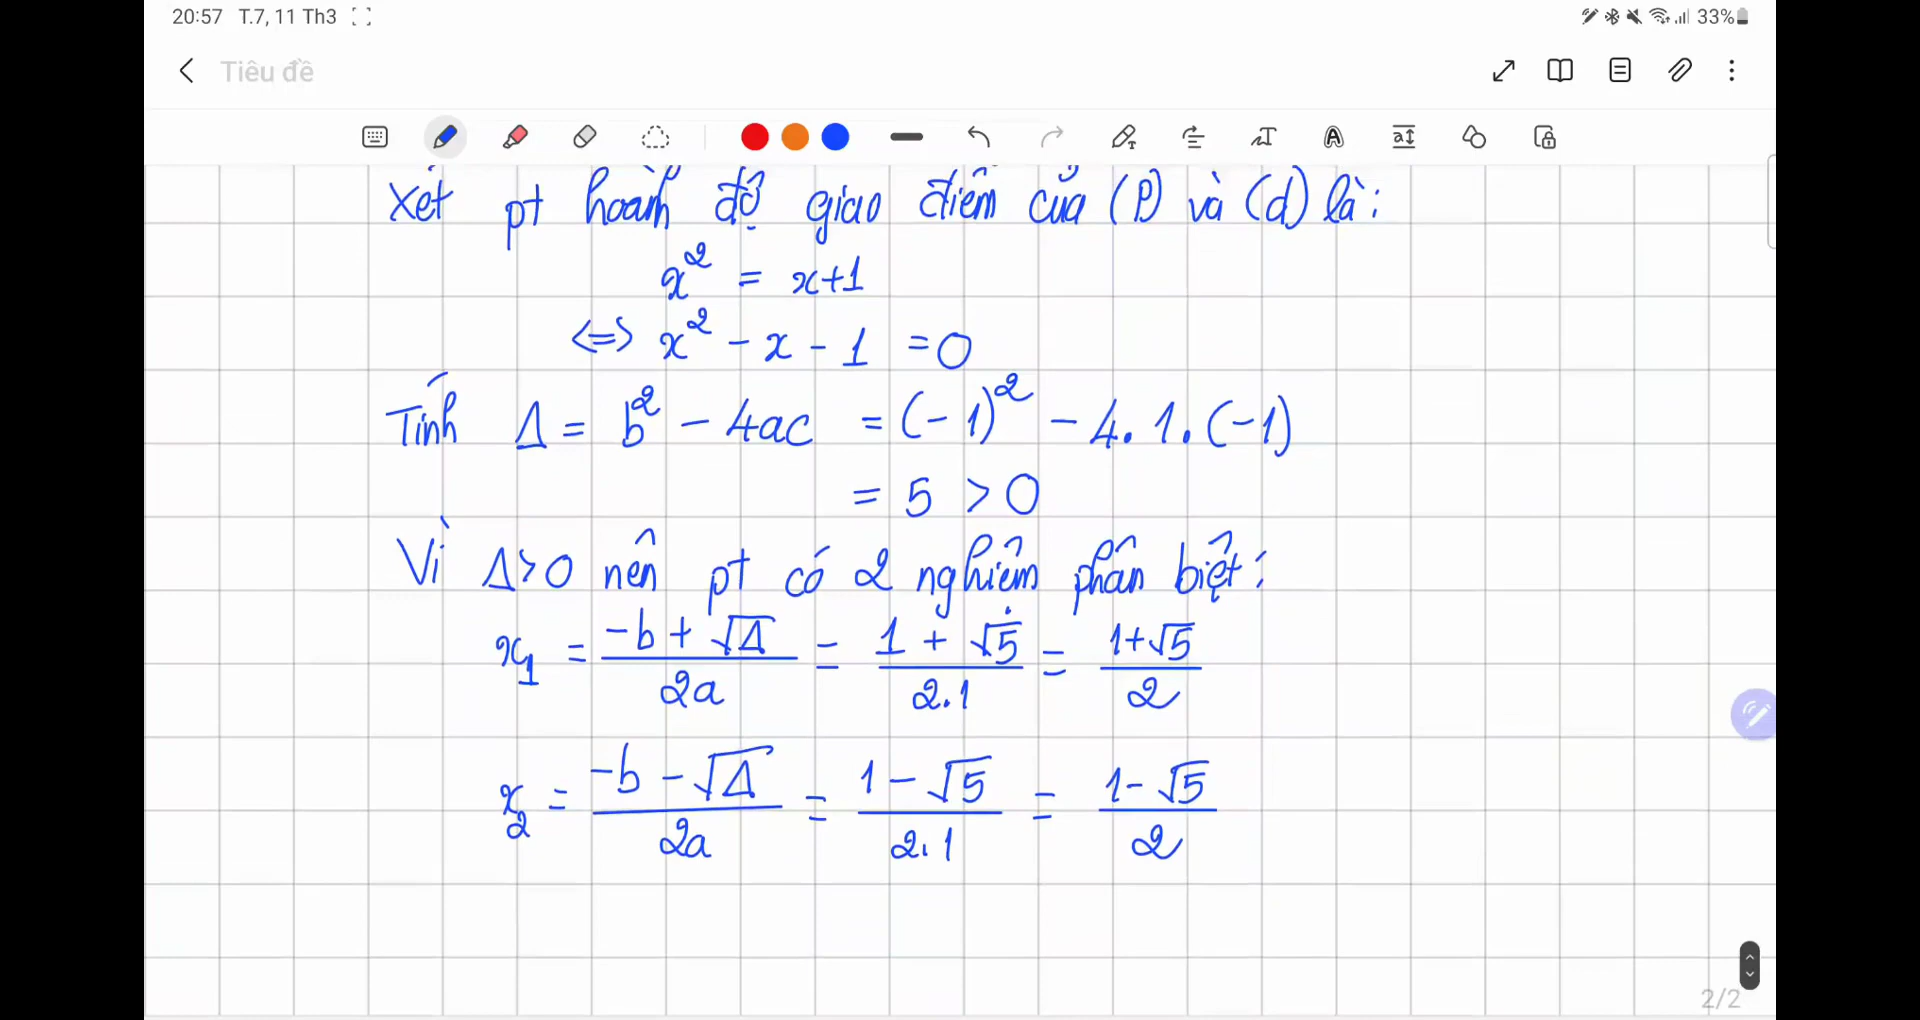 20:57 T.7, 11 Th3 33%
Tiêu đề
Xét pt hoành độ giao điểm của (P) và (d) là:
x² = x+1
⇔ x² - x - 1 = 0
Tính Δ = b² - 4ac = (-1)² - 4.1.(-1)
= 5 > 0
Vì Δ>0 nên pt có 2 nghiệm phân biệt:
x₁ = (-b + √Δ)/2a = (1 + √5)/2.1 = (1+√5)/2
x₂ = (-b - √Δ)/2a = (1 - √5)/2.1 = (1-√5)/2
2/2